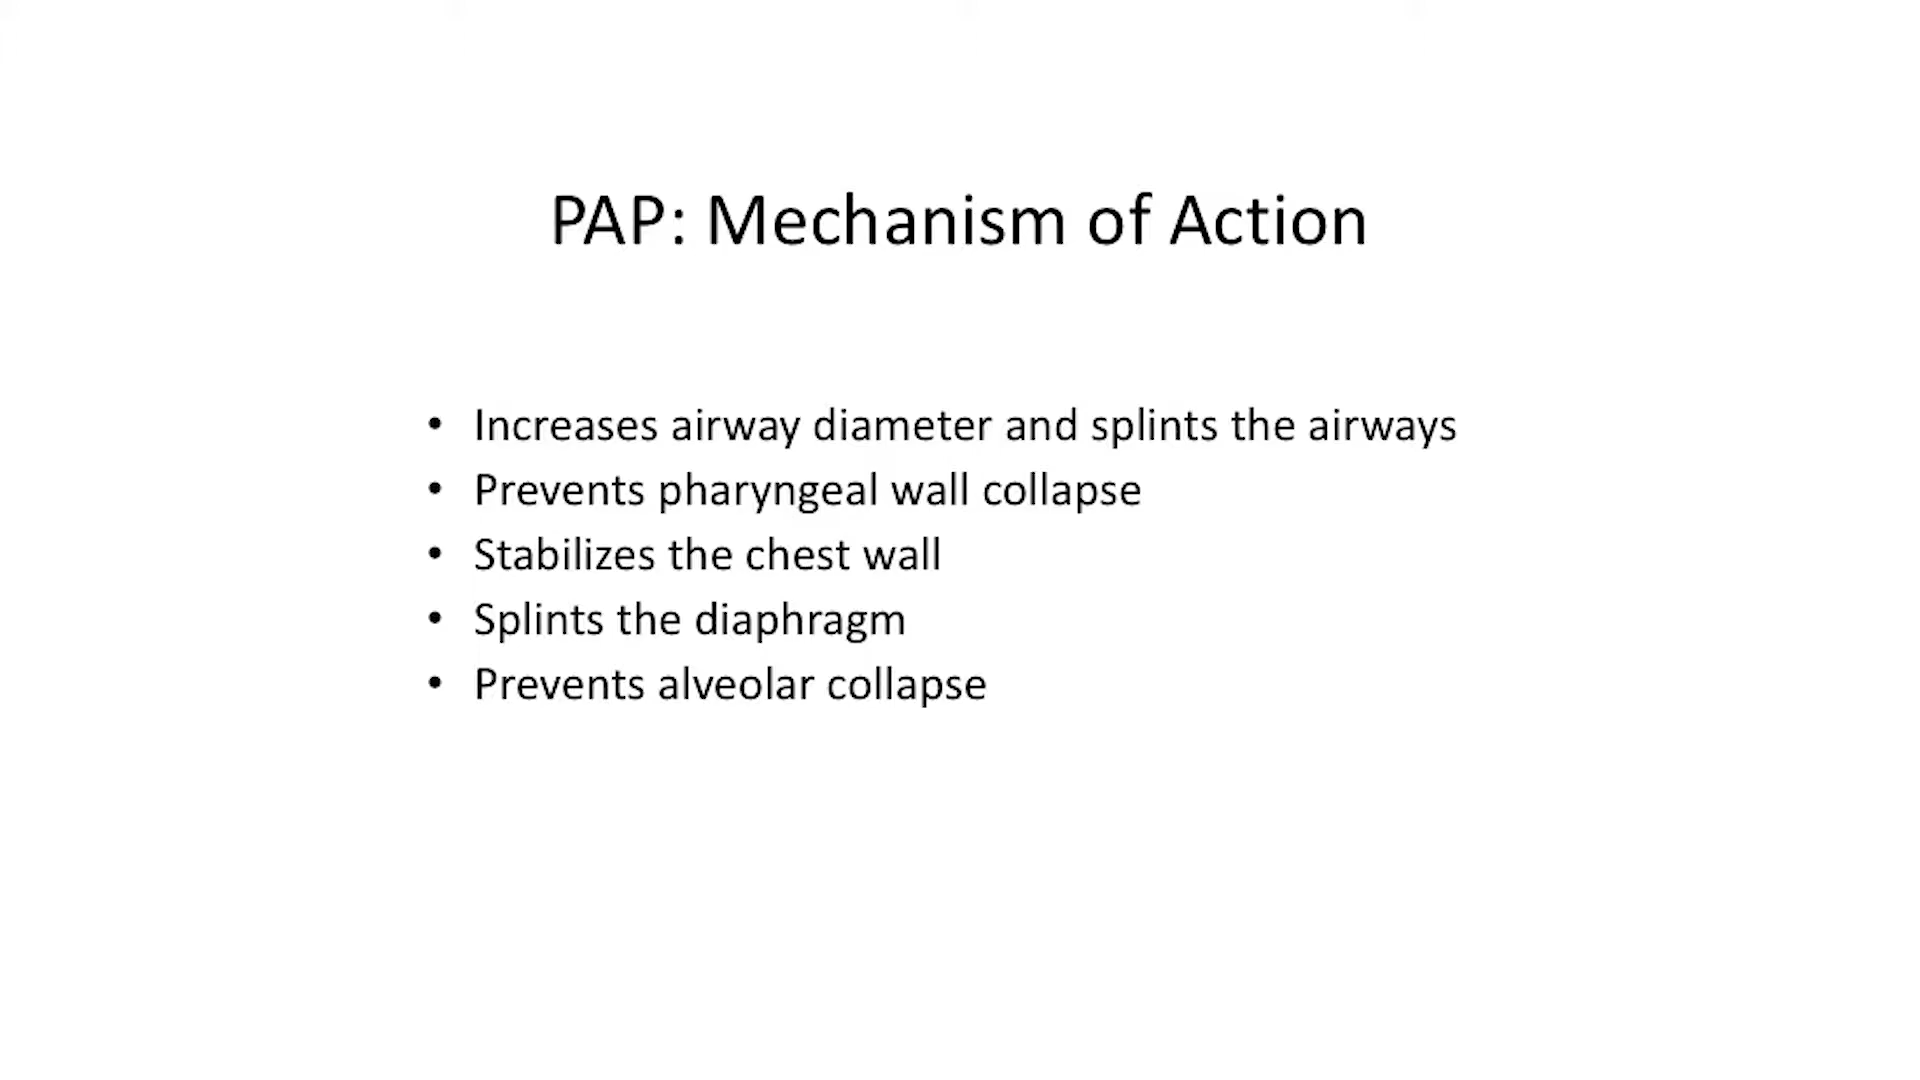 PAP: Mechanism of Action
• Increases airway diameter and splints the airways
• Prevents pharyngeal wall collapse
• Stabilizes the chest wall
• Splints the diaphragm
• Prevents alveolar collapse